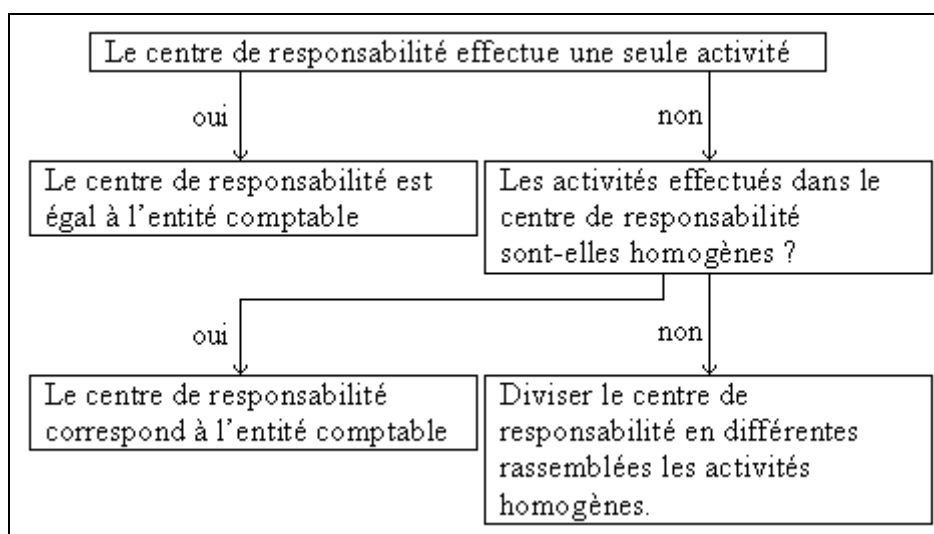 Le centre de responsabilité effectue une seule activité
oui
non
Le centre de responsabilité est
égal à l'entité comptable
Les activités effectués dans le
centre de responsabilité
sont-elles homogènes ?
oui
non
Le centre de responsabilité
correspond à l'entité comptable
Diviser le centre de
responsabilité en différentes
rassemblées les activités
homogènes.